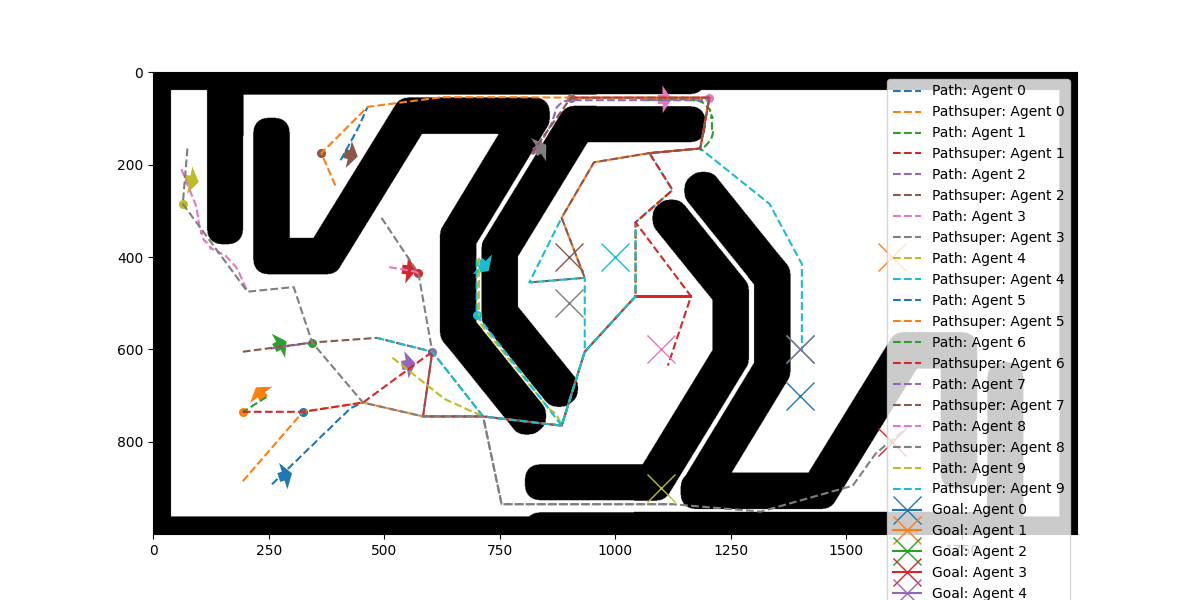 0
200
400
600
800
0
250
500
750
1000
1250
1500
Path: Agent 0
Pathsuper: Agent 0
Path: Agent 1
Pathsuper: Agent 1
Path: Agent 2
Pathsuper: Agent 2
Path: Agent 3
Pathsuper: Agent 3
Path: Agent 4
Pathsuper: Agent 4
Path: Agent 5
Pathsuper: Agent 5
Path: Agent 6
Pathsuper: Agent 6
Path: Agent 7
Pathsuper: Agent 7
Path: Agent 8
Pathsuper: Agent 8
Path: Agent 9
Pathsuper: Agent 9
Goal: Agent 0
Goal: Agent 1
Goal: Agent 2
Goal: Agent 3
Goal: Agent 4